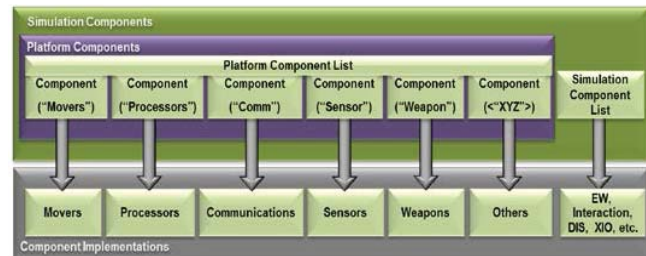 Simulation Components
Platform Components
Platform Component List
Component
("Movers")
Component
("Processors")
Component
("Comm")
Component
("Sensor")
Component
("Weapon")
Component
(<"XYZ">)
Simulation
Component
List
Movers
Processors
Communications
Sensors
Weapons
Others
EW,
Interaction,
DIS, XIO, etc.
Component Implementations